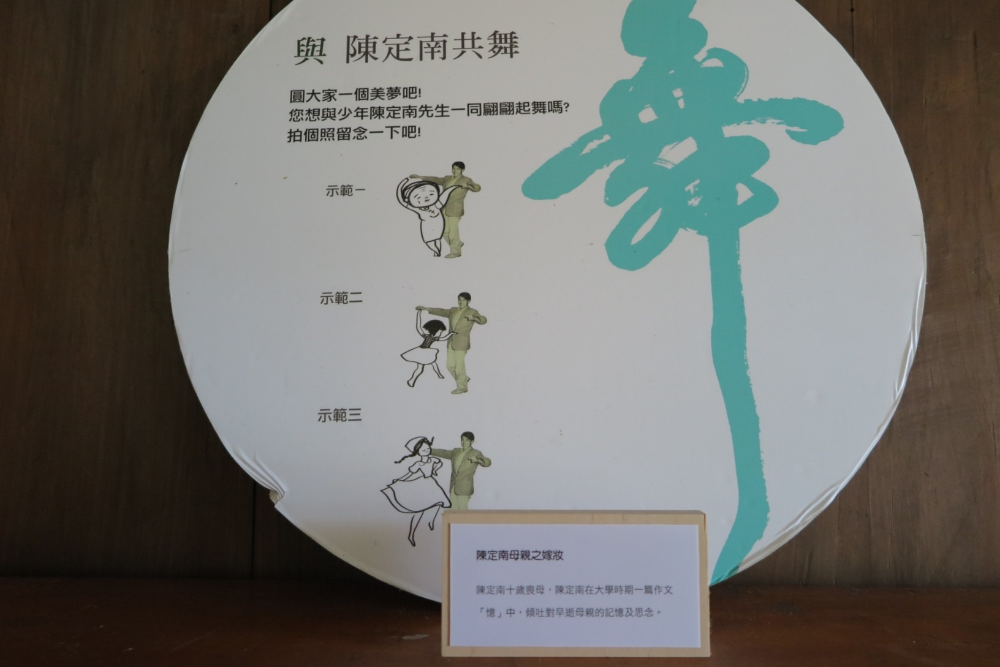 與 陳定南共舞
圓大家一個美夢吧!
您想與少年陳定南先生一同翩翩起舞嗎?
拍個照留念一下吧!
舞
示範一
示範二
示範三
陳定南母親之嫁妝
陳定南十歲喪母，陳定南在大學時期一篇作文
「憶」中，傾吐對早逝母親的記憶及思念。